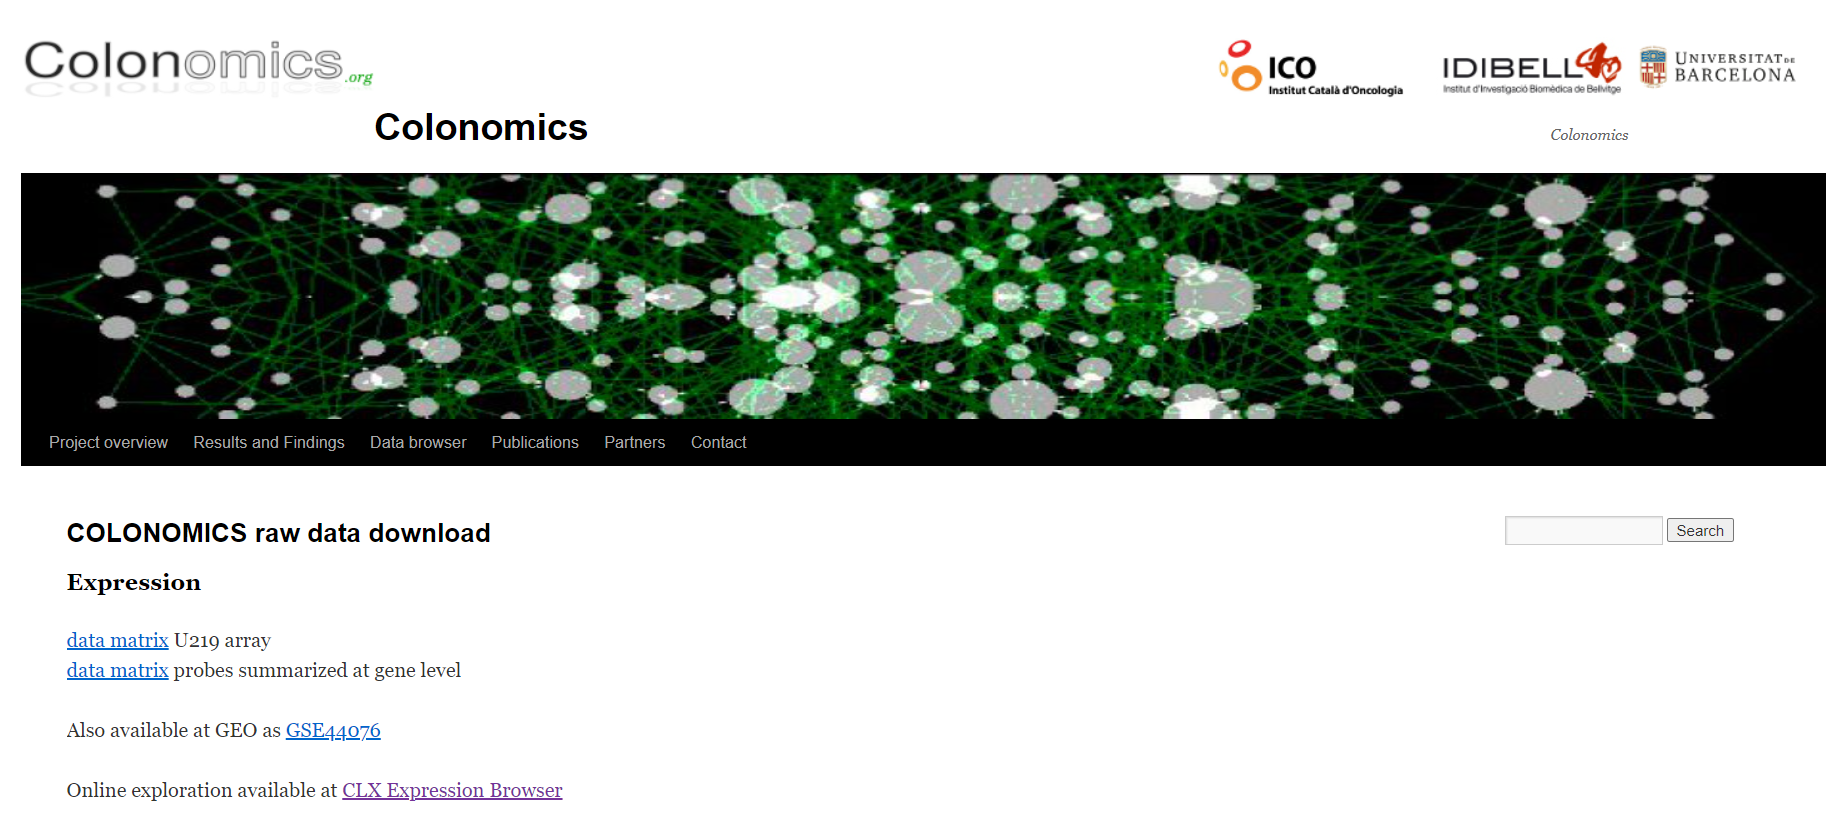 Colonomics.org
ICO
Institut Català d'Oncologia
IDIBELL
Institut d'Investigació Biomèdica de Bellvitge
UNIVERSITAT DE
BARCELONA
Colonomics
Colonomics
Project overview Results and Findings Data browser Publications Partners Contact
COLONOMICS raw data download
Search
Expression
data matrix U219 array
data matrix probes summarized at gene level
Also available at GEO as GSE44076
Online exploration available at CLX Expression Browser